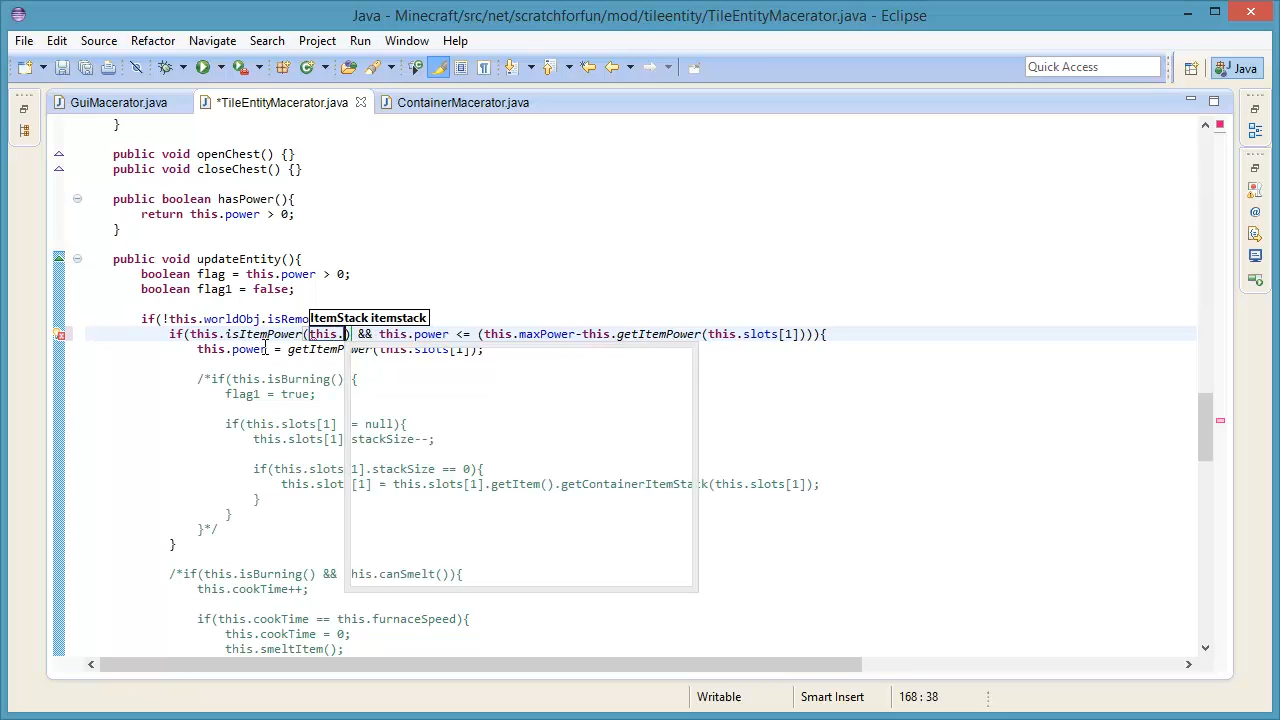 Java - Minecraft/src/net/scratchforfun/mod/tileentity/TileEntityMacerator.java - Eclipse
File Edit Source Refactor Navigate Search Project Run Window Help
Quick Access
Java
GuiMacerator.java
*TileEntityMacerator.java
ContainerMacerator.java
}
public void openChest() {}
public void closeChest() {}
public boolean hasPower(){
return this.power > 0;
}
public void updateEntity(){
boolean flag = this.power > 0;
boolean flag1 = false;
if(!this.worldObj.isRemo
ItemStack itemstack
if(this.isItemPower(this.) && this.power <= (this.maxPower-this.getItemPower(this.slots[1]))){
this.power = getItemPower(this.slots[1]);
/*if(this.isBurning() {
flag1 = true;
if(this.slots[1] = null){
this.slots[1] stackSize--;
if(this.slots 1].stackSize == 0){
this.slot [1] = this.slots[1].getItem().getContainerItemStack(this.slots[1]);
}
}
}*/
}
/*if(this.isBurning() && his.canSmelt()){
this.cookTime++;
if(this.cookTime == this.furnaceSpeed){
this.cookTime = 0;
this.smeltItem();
Writable
Smart Insert
168 : 38